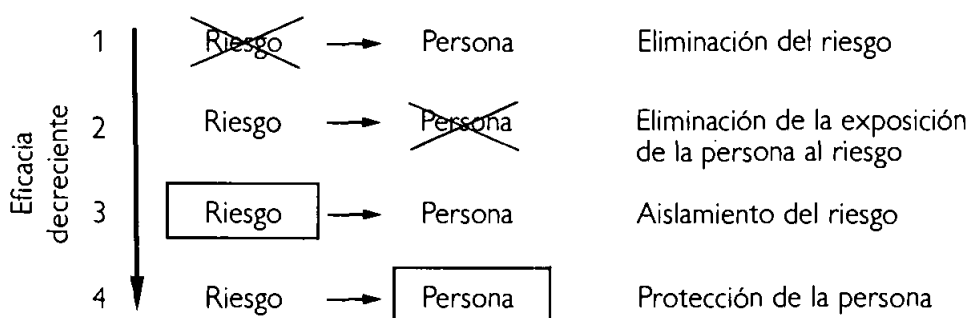 1 Riesgo Persona Eliminación del riesgo
2 Riesgo Persona Eliminación de la exposición
de la persona al riesgo
3 Riesgo Persona Aislamiento del riesgo
4 Riesgo Persona Protección de la persona
Eficacia
decreciente